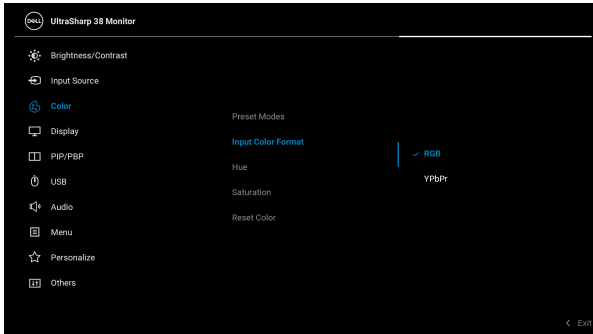 DELL UltraSharp 38 Monitor
Brightness/Contrast
Input Source
Color
Display
PIP/PBP
USB
Audio
Menu
Personalize
Others
Preset Modes
Input Color Format
Hue
Saturation
Reset Color
RGB
YPbPr
Exit